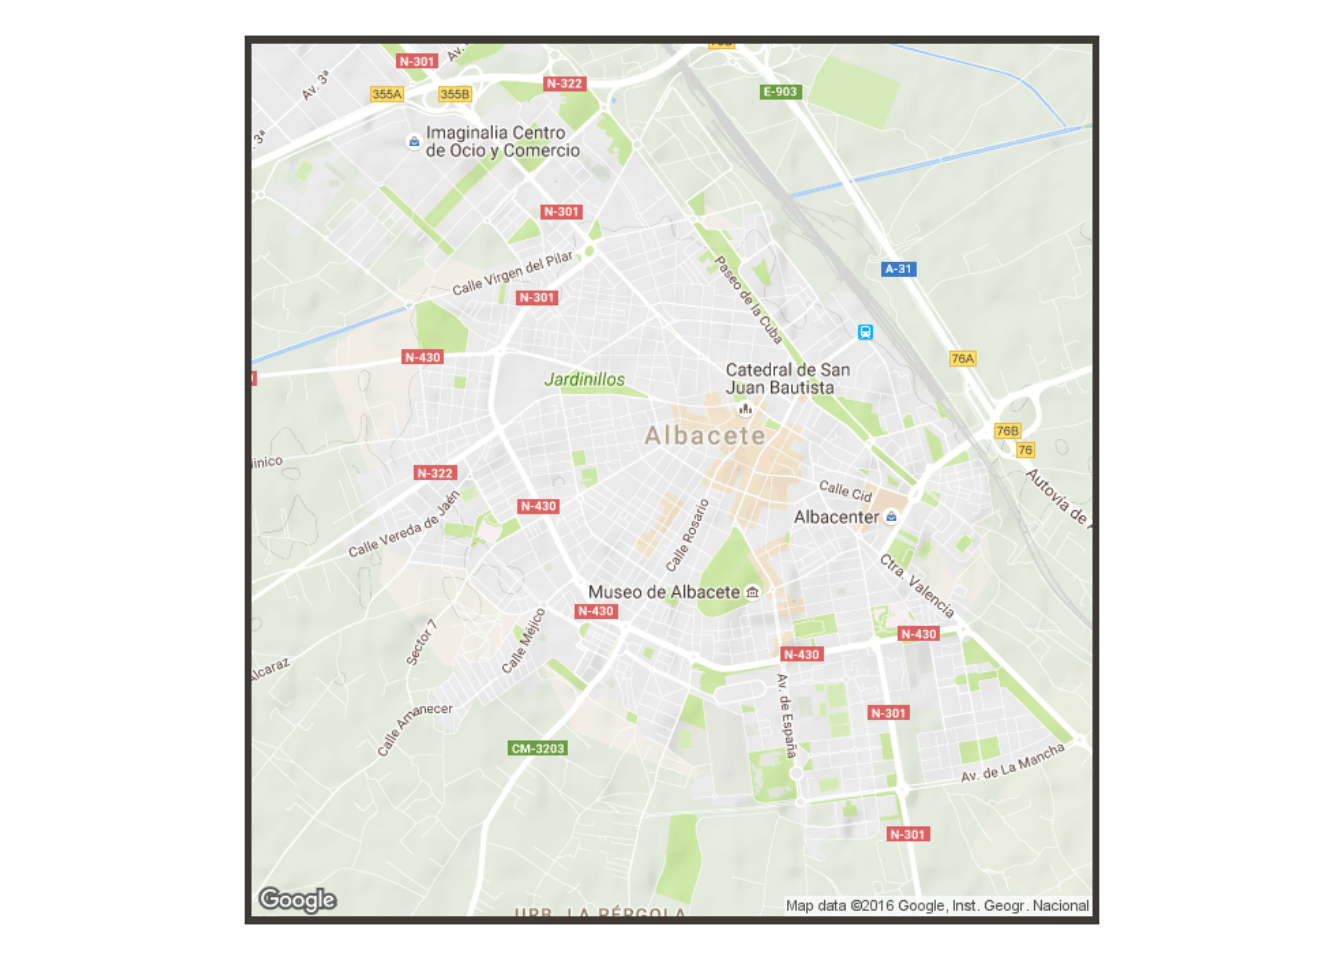 N-301
Av.
Av. 3ª
N-322
E-903
355A
355B
3ª
Imaginalia Centro
de Ocio y Comercio
N-301
Calle Virgen del Pilar
A-31
Paseo de la Cuba
N-301
N-430
76A
Jardinillos
Catedral de San
Juan Bautista
Albacete
76B
76
N-322
Calle Cid
Autovía de
N-430
Albacenter
Calle Vereda de Jaén
Calle Rosario
Ctra. Valencia
Museo de Albacete
N-430
Calle Méjico
Sector 7
N-430
N-430
Av. de España
N-301
Calle Amanecer
CM-3203
Av. de La Mancha
N-301
Google
URB. LA PÉRGOLA
Map data ©2016 Google, Inst. Geogr. Nacional